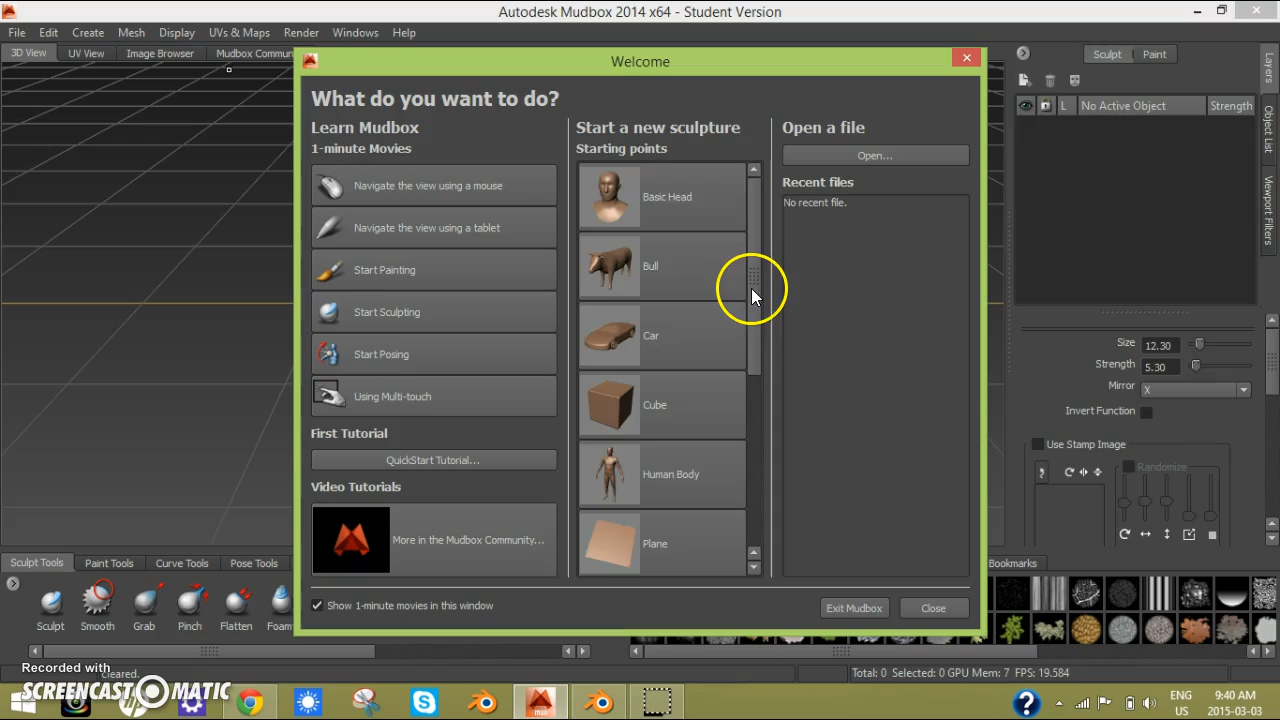 Autodesk Mudbox 2014 x64 - Student Version
File Edit Create Mesh Display UVs & Maps Render Windows Help
3D View UV View Image Browser Mudbox Commun
Welcome
What do you want to do?
Learn Mudbox
1-minute Movies
Navigate the view using a mouse
Navigate the view using a tablet
Start Painting
Start Sculpting
Start Posing
Using Multi-touch
First Tutorial
QuickStart Tutorial...
Video Tutorials
More in the Mudbox Community...
Show 1-minute movies in this window
Start a new sculpture
Starting points
Basic Head
Bull
Car
Cube
Human Body
Plane
Open a file
Open...
Recent files
No recent file.
Exit Mudbox Close
Sculpt Paint
L No Active Object Strength
Layers
Object List
Viewport Filters
Size 12.30
Strength 5.30
Mirror X
Invert Function
Use Stamp Image
Randomize
Sculpt Tools Paint Tools Curve Tools Pose Tools
Bookmarks
Sculpt Smooth Grab Pinch Flatten Foam
cleared.
Total: 0 Selected: 0 GPU Mem: 7 FPS: 19.584
Recorded with
SCREENCAST MATIC
ENG
US
9:40 AM
2015-03-03